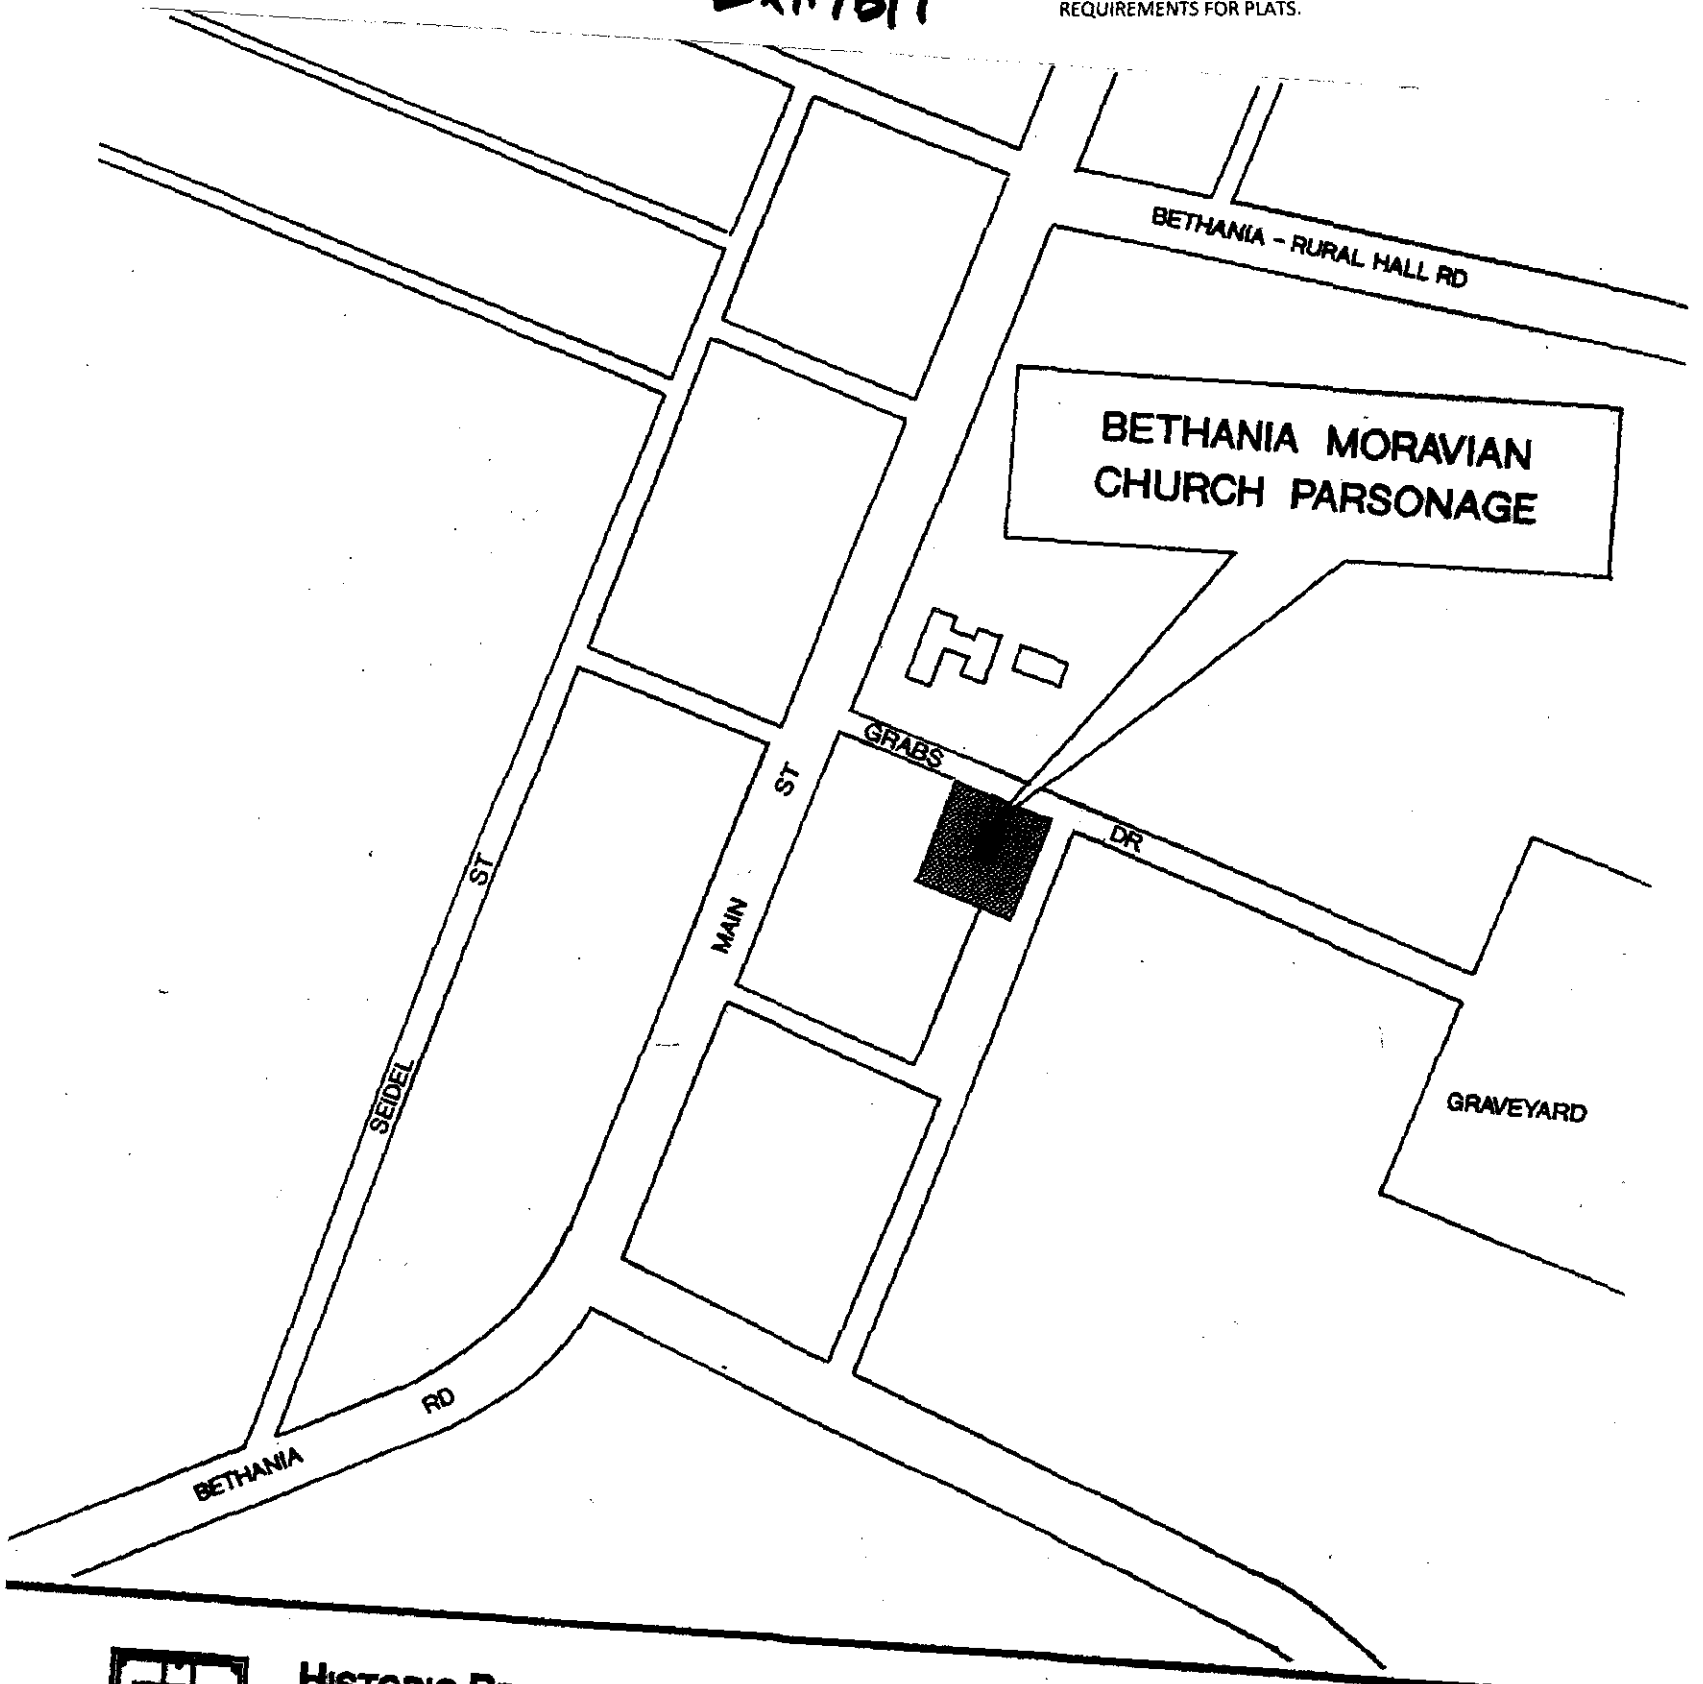 REQUIREMENTS FOR PLATS.
BETHANIA - RURAL HALL RD
BETHANIA MORAVIAN
CHURCH PARSONAGE
GRABS
DR
ST
MAIN
ST
SEIDEL
GRAVEYARD
RD
BETHANIA
HISTORIC